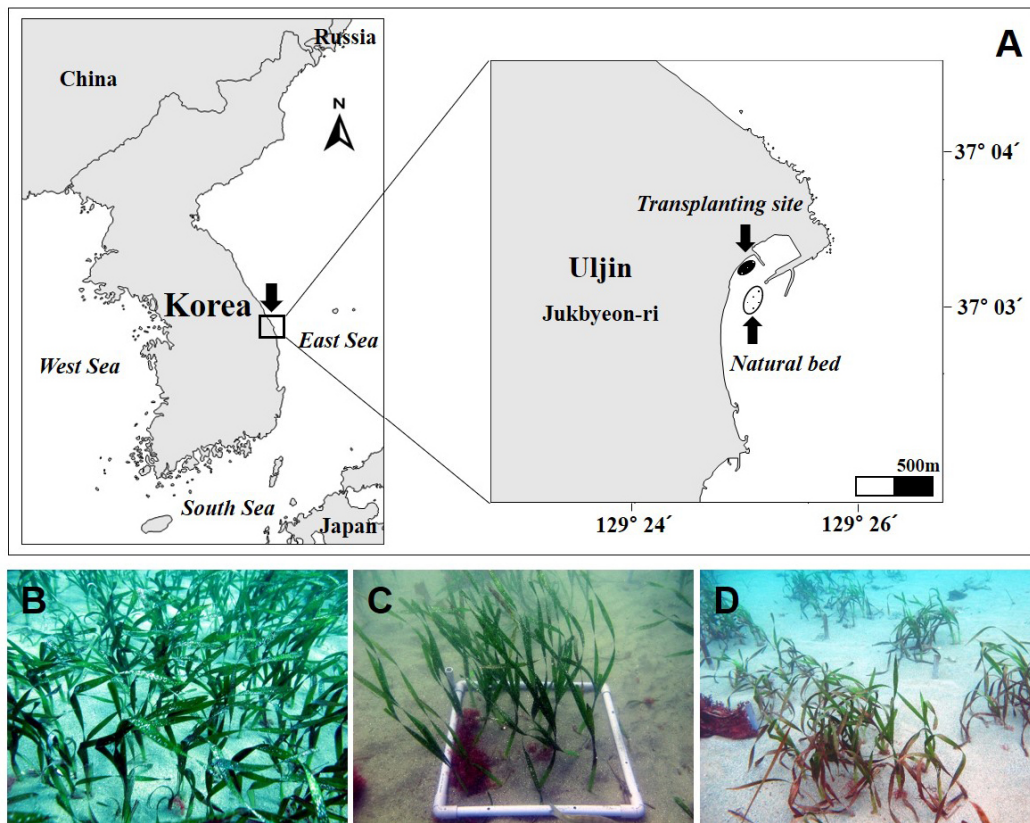 A
Russia
China
N
Korea
East Sea
West Sea
South Sea
Japan
37° 04´
Transplanting site
Uljin
Jukbyeon-ri
37° 03´
Natural bed
500m
129° 24
129° 26´
B
C
D